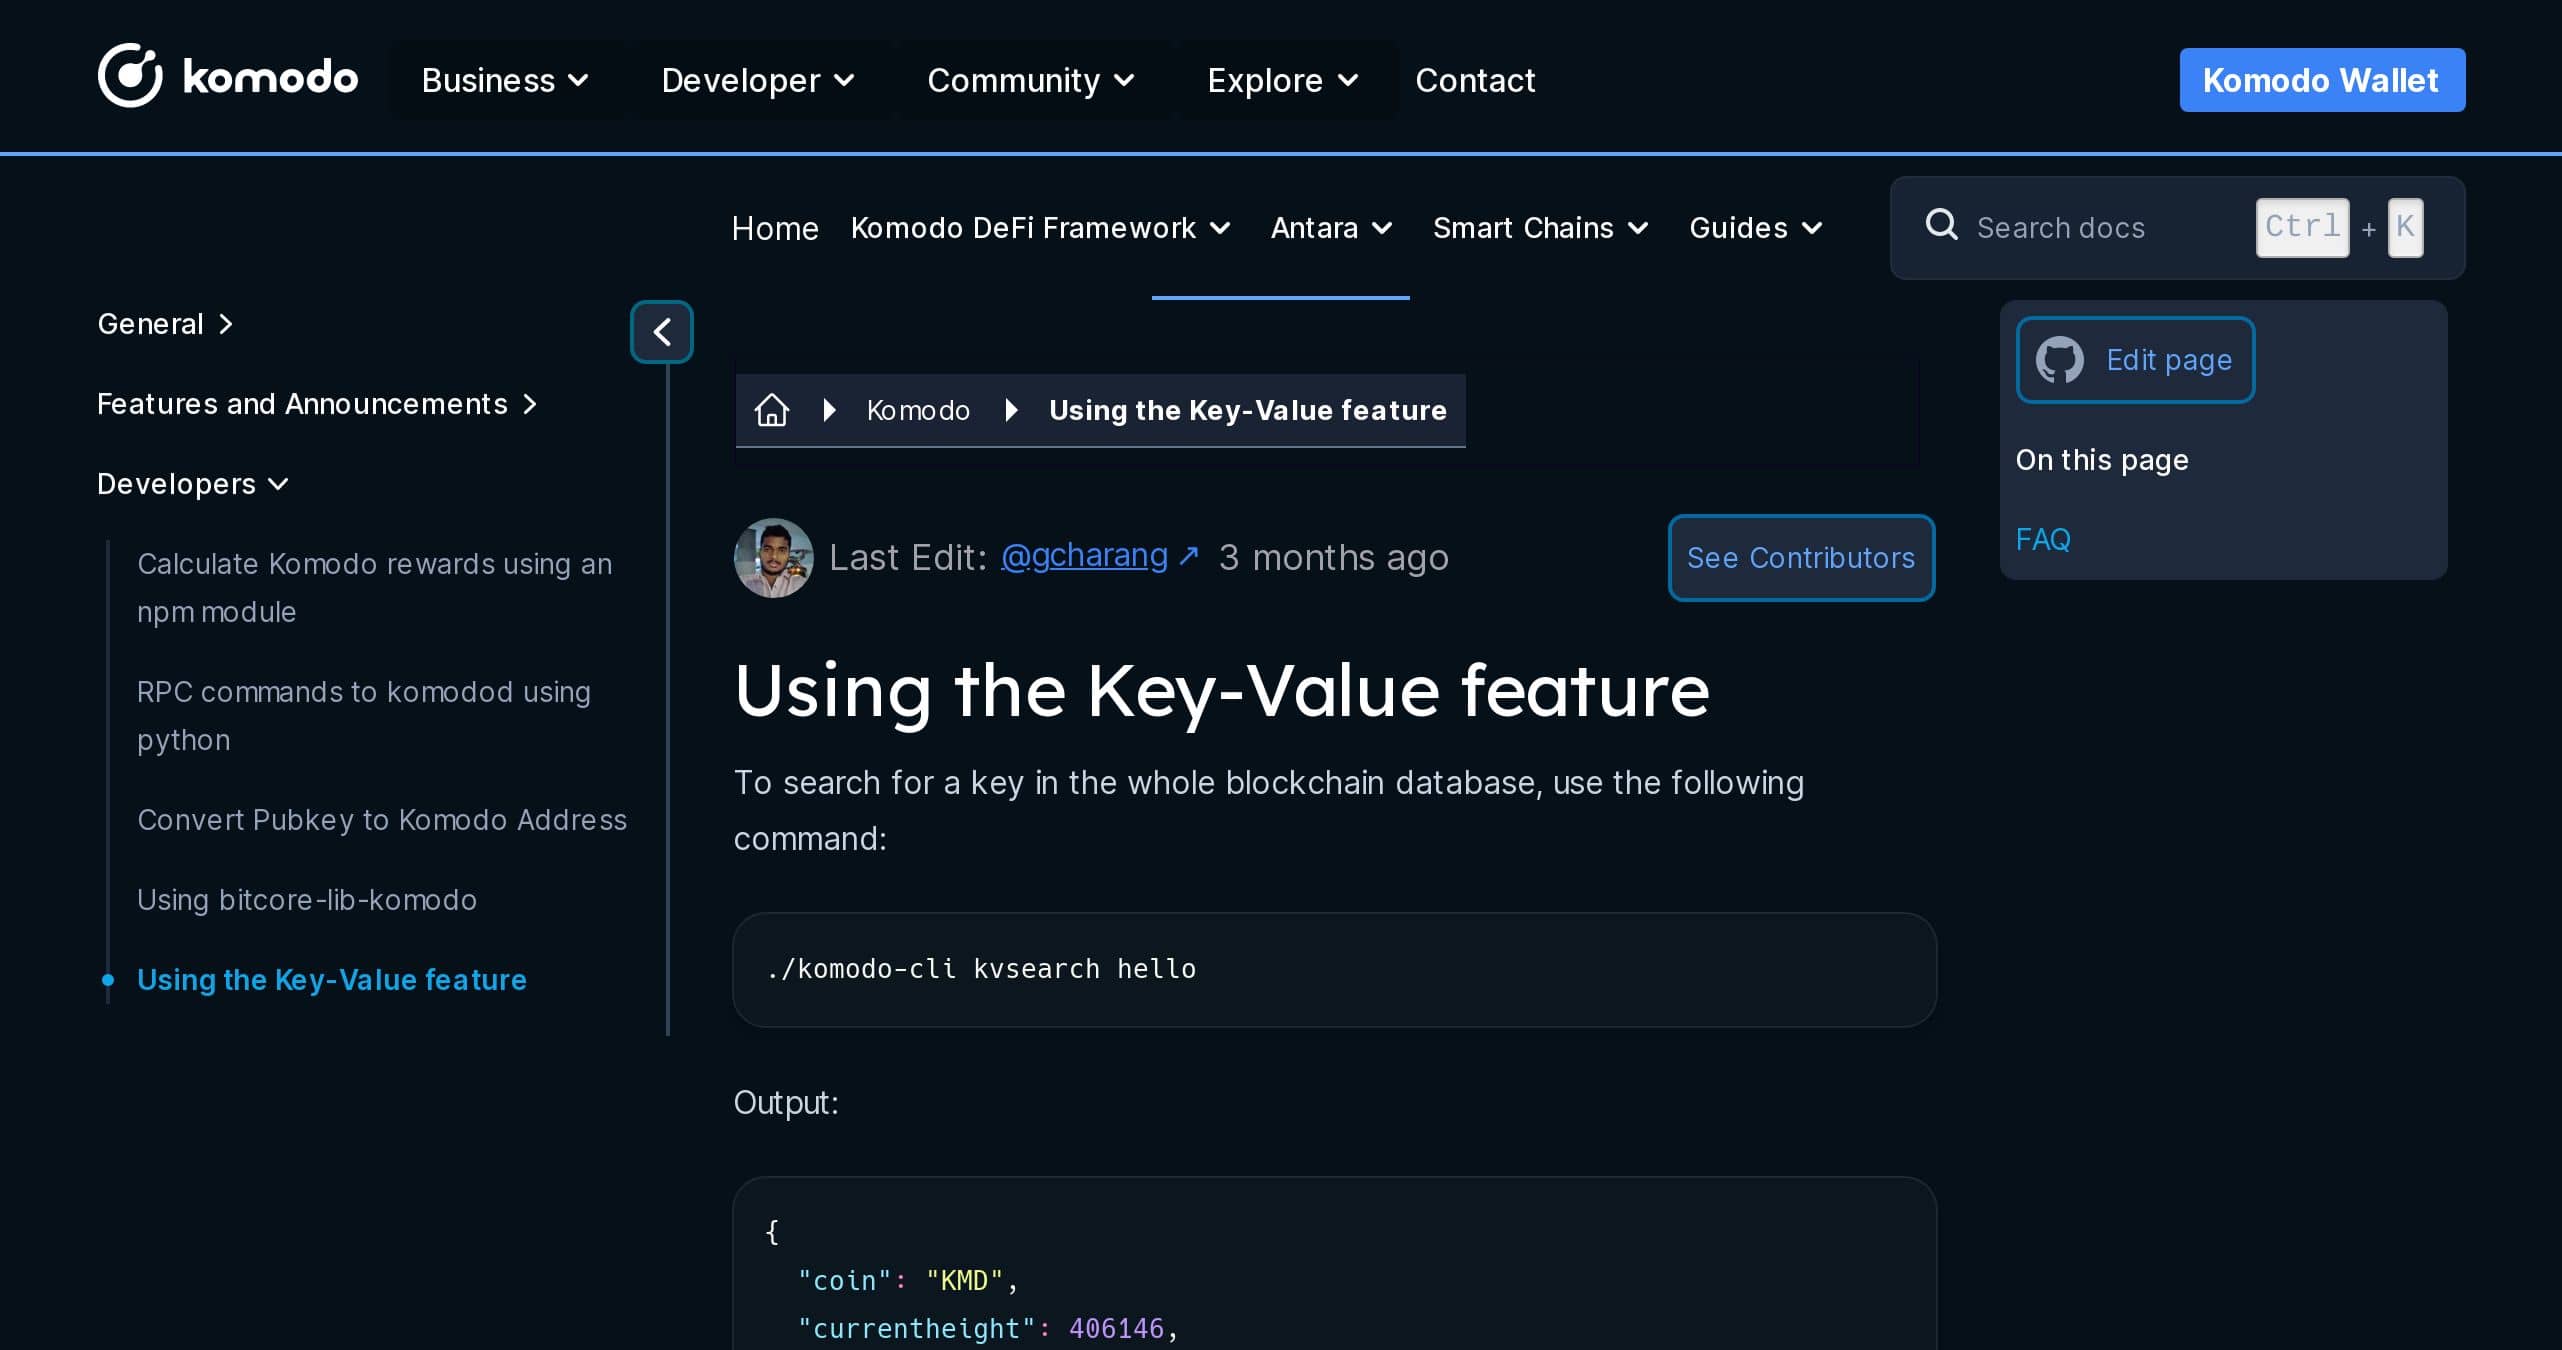 komodo Business Developer Community Explore Contact Komodo Wallet
Home Komodo DeFi Framework Antara Smart Chains Guides Search docs Ctrl + K
General
Features and Announcements
Developers
Calculate Komodo rewards using an
npm module
RPC commands to komodod using
python
Convert Pubkey to Komodo Address
Using bitcore-lib-komodo
Using the Key-Value feature
Komodo Using the Key-Value feature
Last Edit: @gcharang ↗ 3 months ago See Contributors
Using the Key-Value feature
To search for a key in the whole blockchain database, use the following
command:
./komodo-cli kvsearch hello
Output:
{
"coin": "KMD",
"currentheight": 406146,
Edit page
On this page
FAQ